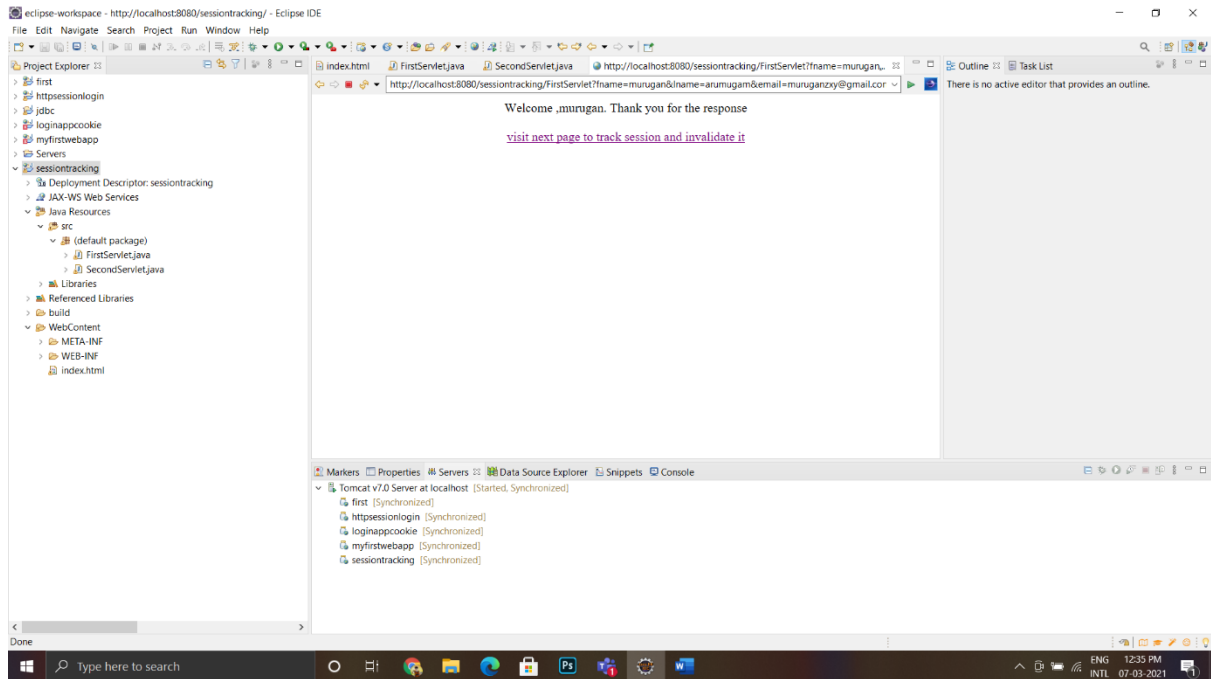 eclipse-workspace - http://localhost:8080/sessiontracking/ - Eclipse IDE
File Edit Navigate Search Project Run Window Help
Project Explorer
first
httpsessionlogin
jdbc
loginappcookie
myfirstwebapp
Servers
sessiontracking
Deployment Descriptor: sessiontracking
JAX-WS Web Services
Java Resources
src
(default package)
FirstServlet.java
SecondServlet.java
Libraries
Referenced Libraries
build
WebContent
META-INF
WEB-INF
index.html
index.html FirstServlet.java SecondServlet.java http://localhost:8080/sessiontracking/FirstServlet?fname=murugan,..
http://localhost:8080/sessiontracking/FirstServlet?fname=murugan&lname=arumugam&email=muruganzxy@gmail.cor
Welcome ,murugan. Thank you for the response
visit next page to track session and invalidate it
Outline Task List
There is no active editor that provides an outline.
Markers Properties Servers Data Source Explorer Snippets Console
Tomcat v7.0 Server at localhost [Started, Synchronized]
first [Synchronized]
httpsessionlogin [Synchronized]
loginappcookie [Synchronized]
myfirstwebapp [Synchronized]
sessiontracking [Synchronized]
Done
Type here to search
Ps
W
ENG
INTL
12:35 PM
07-03-2021